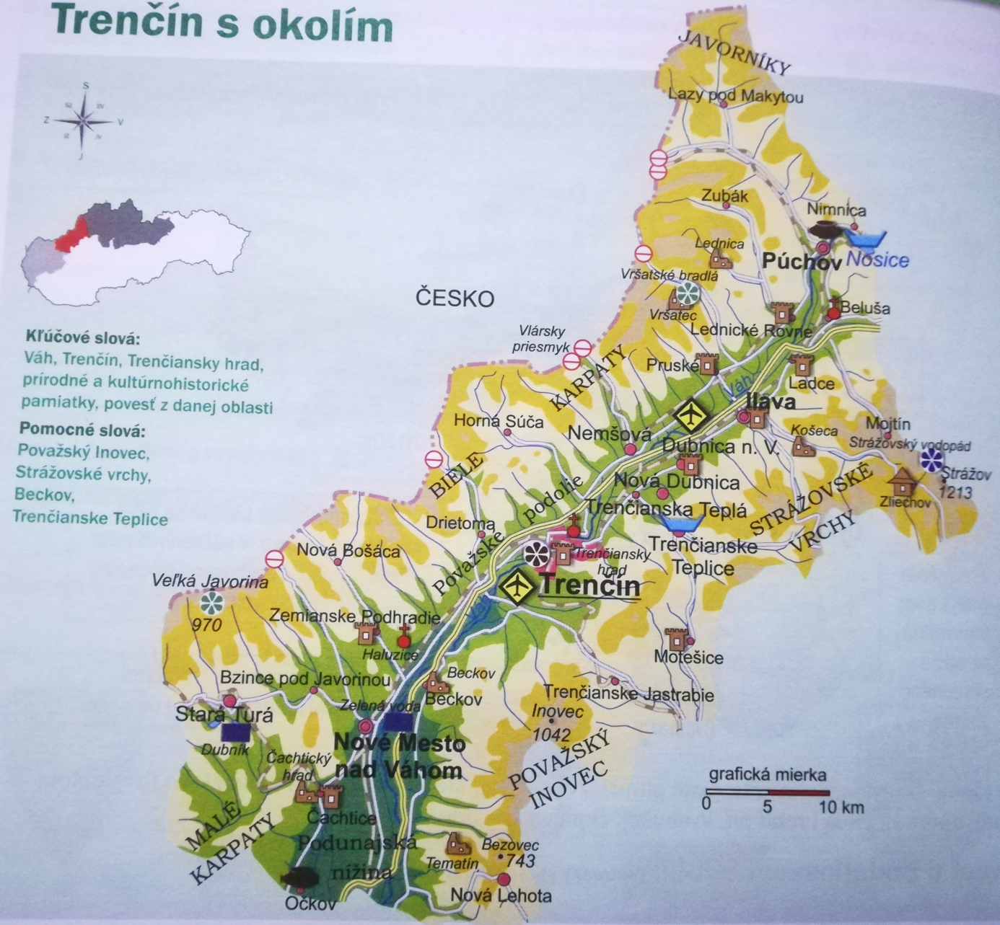 Trenčín s okolím
S
SZ
SV
Z
V
JZ
JV
J
Kľúčové slová:
Váh, Trenčín, Trenčiansky hrad,
prírodné a kultúrnohistorické
pamiatky, povesť z danej oblasti
Pomocné slová:
Považský Inovec,
Strážovské vrchy,
Beckov,
Trenčianske Teplice
ČESKO
JAVORNÍKY
Lazy pod Makytou
Zubák
Nimnica
Lednica
Púchov
Nosice
Vršatské bradlá
Vršatec
Beluša
Lednické Rovne
Vlársky
priesmyk
KARPATY
Pruské
Ladce
Váh
Ilava
Horná Súča
Nemšová
Košeca
Mojtín
Strážovský vodopád
Dubnica n. V.
Strážov
1213
BIELE
Nová Dubnica
Zliechov
podolie
Trenčianska Teplá
STRÁŽOVSKÉ
VRCHY
Drietoma
Trenčianske
Teplice
Nová Bošáca
Považske
Trenčiansky
hrad
Veľká Javorina
970
Trenčín
Váh
Zemianske Podhradie
Haluzice
Motešice
Beckov
Beckov
Bzince pod Javorinou
Trenčianske Jastrabie
Zelená voda
Inovec
1042
Stará Turá
Dubník
Nové Mesto
nad Váhom
Čachtický
hrad
POVAŽSKÝ
INOVEC
grafická mierka
0
5
10 km
Čachtice
MALÉ
KARPATY
Podunajská
nížina
Tematín
Bezovec
743
Očkov
Nová Lehota